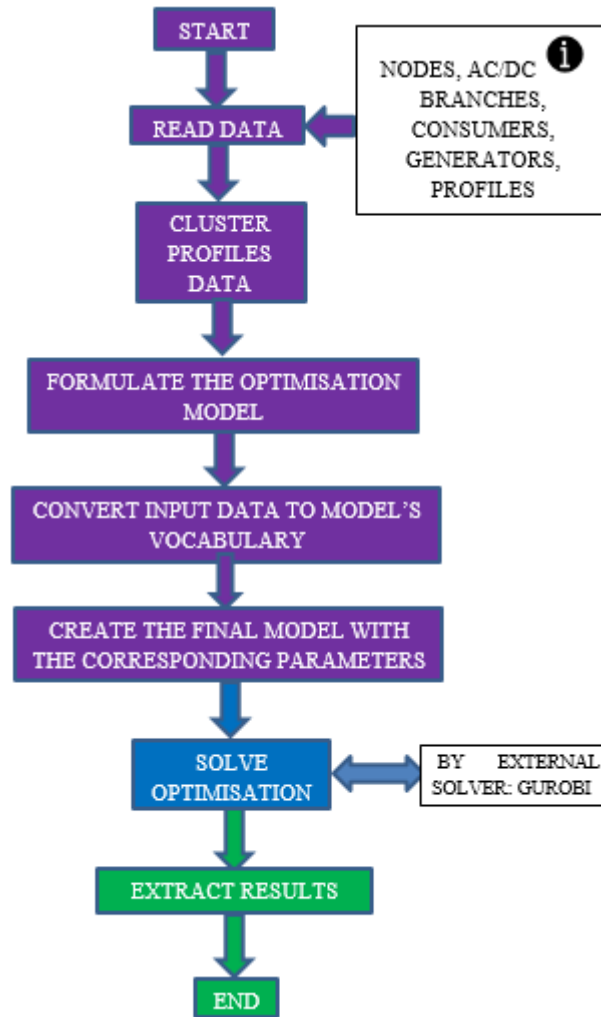 START
READ DATA
NODES, AC/DC
BRANCHES,
CONSUMERS,
GENERATORS,
PROFILES
i
CLUSTER
PROFILES
DATA
FORMULATE THE OPTIMISATION
MODEL
CONVERT INPUT DATA TO MODEL'S
VOCABULARY
CREATE THE FINAL MODEL WITH
THE CORRESPONDING PARAMETERS
SOLVE
OPTIMISATION
BY EXTERNAL
SOLVER: GUROBI
EXTRACT RESULTS
END